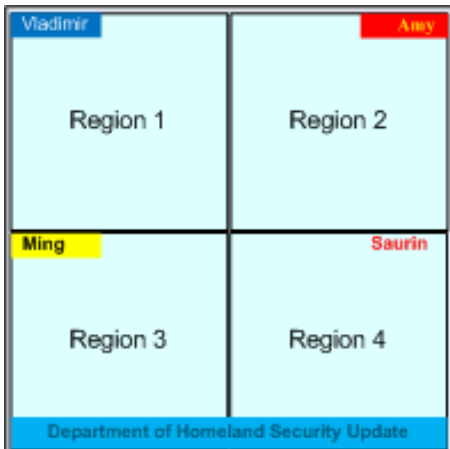 Vladimir
Amy
Region 1
Region 2
Ming
Saurin
Region 3
Region 4
Department of Homeland Security Update